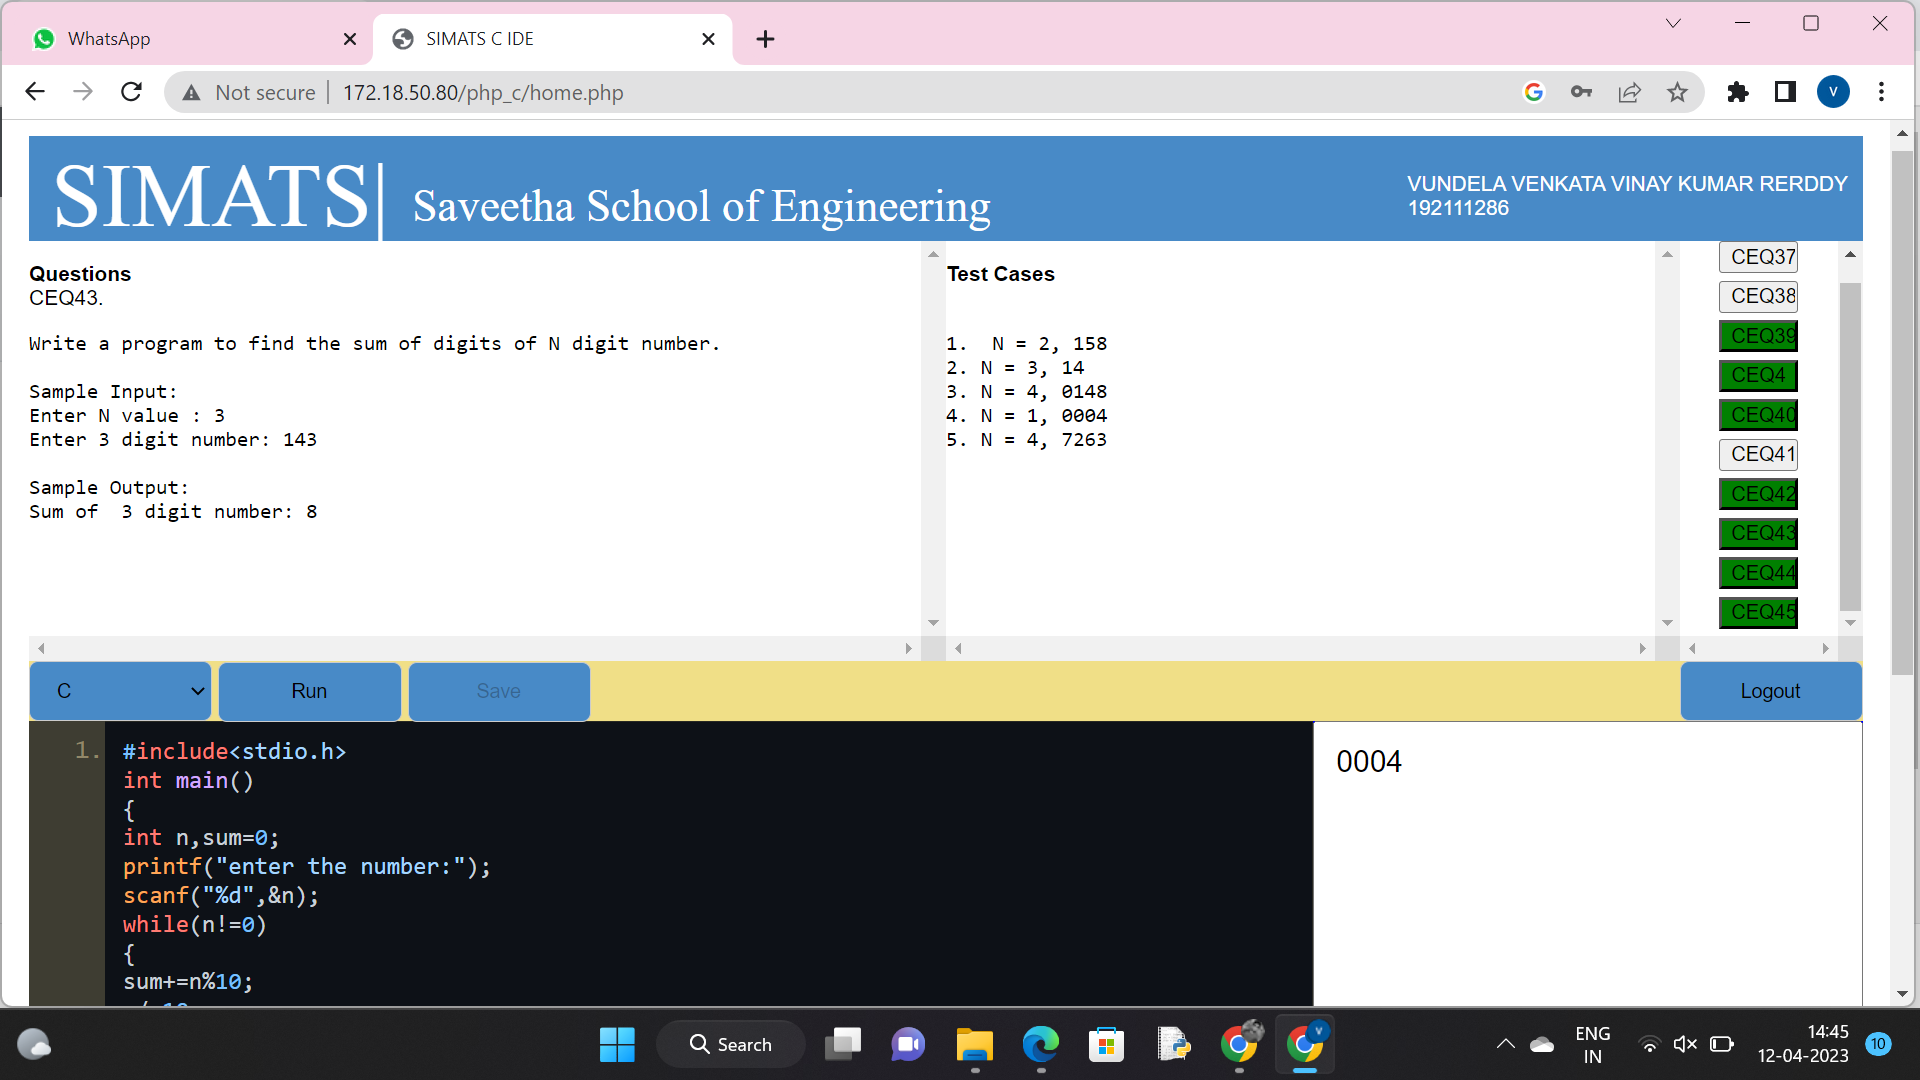 WhatsApp
SIMATS C IDE
Not secure
172.18.50.80/php_c/home.php
V
SIMATS| Saveetha School of Engineering
VUNDELA VENKATA VINAY KUMAR RERDDY
192111286
Questions
CEQ43.
Write a program to find the sum of digits of N digit number.
Sample Input:
Enter N value : 3
Enter 3 digit number: 143
Sample Output:
Sum of  3 digit number: 8
Test Cases
1.  N = 2, 158
2. N = 3, 14
3. N = 4, 0148
4. N = 1, 0004
5. N = 4, 7263
CEQ37
CEQ38
CEQ39
CEQ4
CEQ40
CEQ41
CEQ42
CEQ43
CEQ44
CEQ45
C
Run
Save
Logout
1.
#include<stdio.h>
int main()
{
int n,sum=0;
printf("enter the number:");
scanf("%d",&n);
while(n!=0)
{
sum+=n%10;
0004
Search
V
ENG
IN
14:45
12-04-2023
10